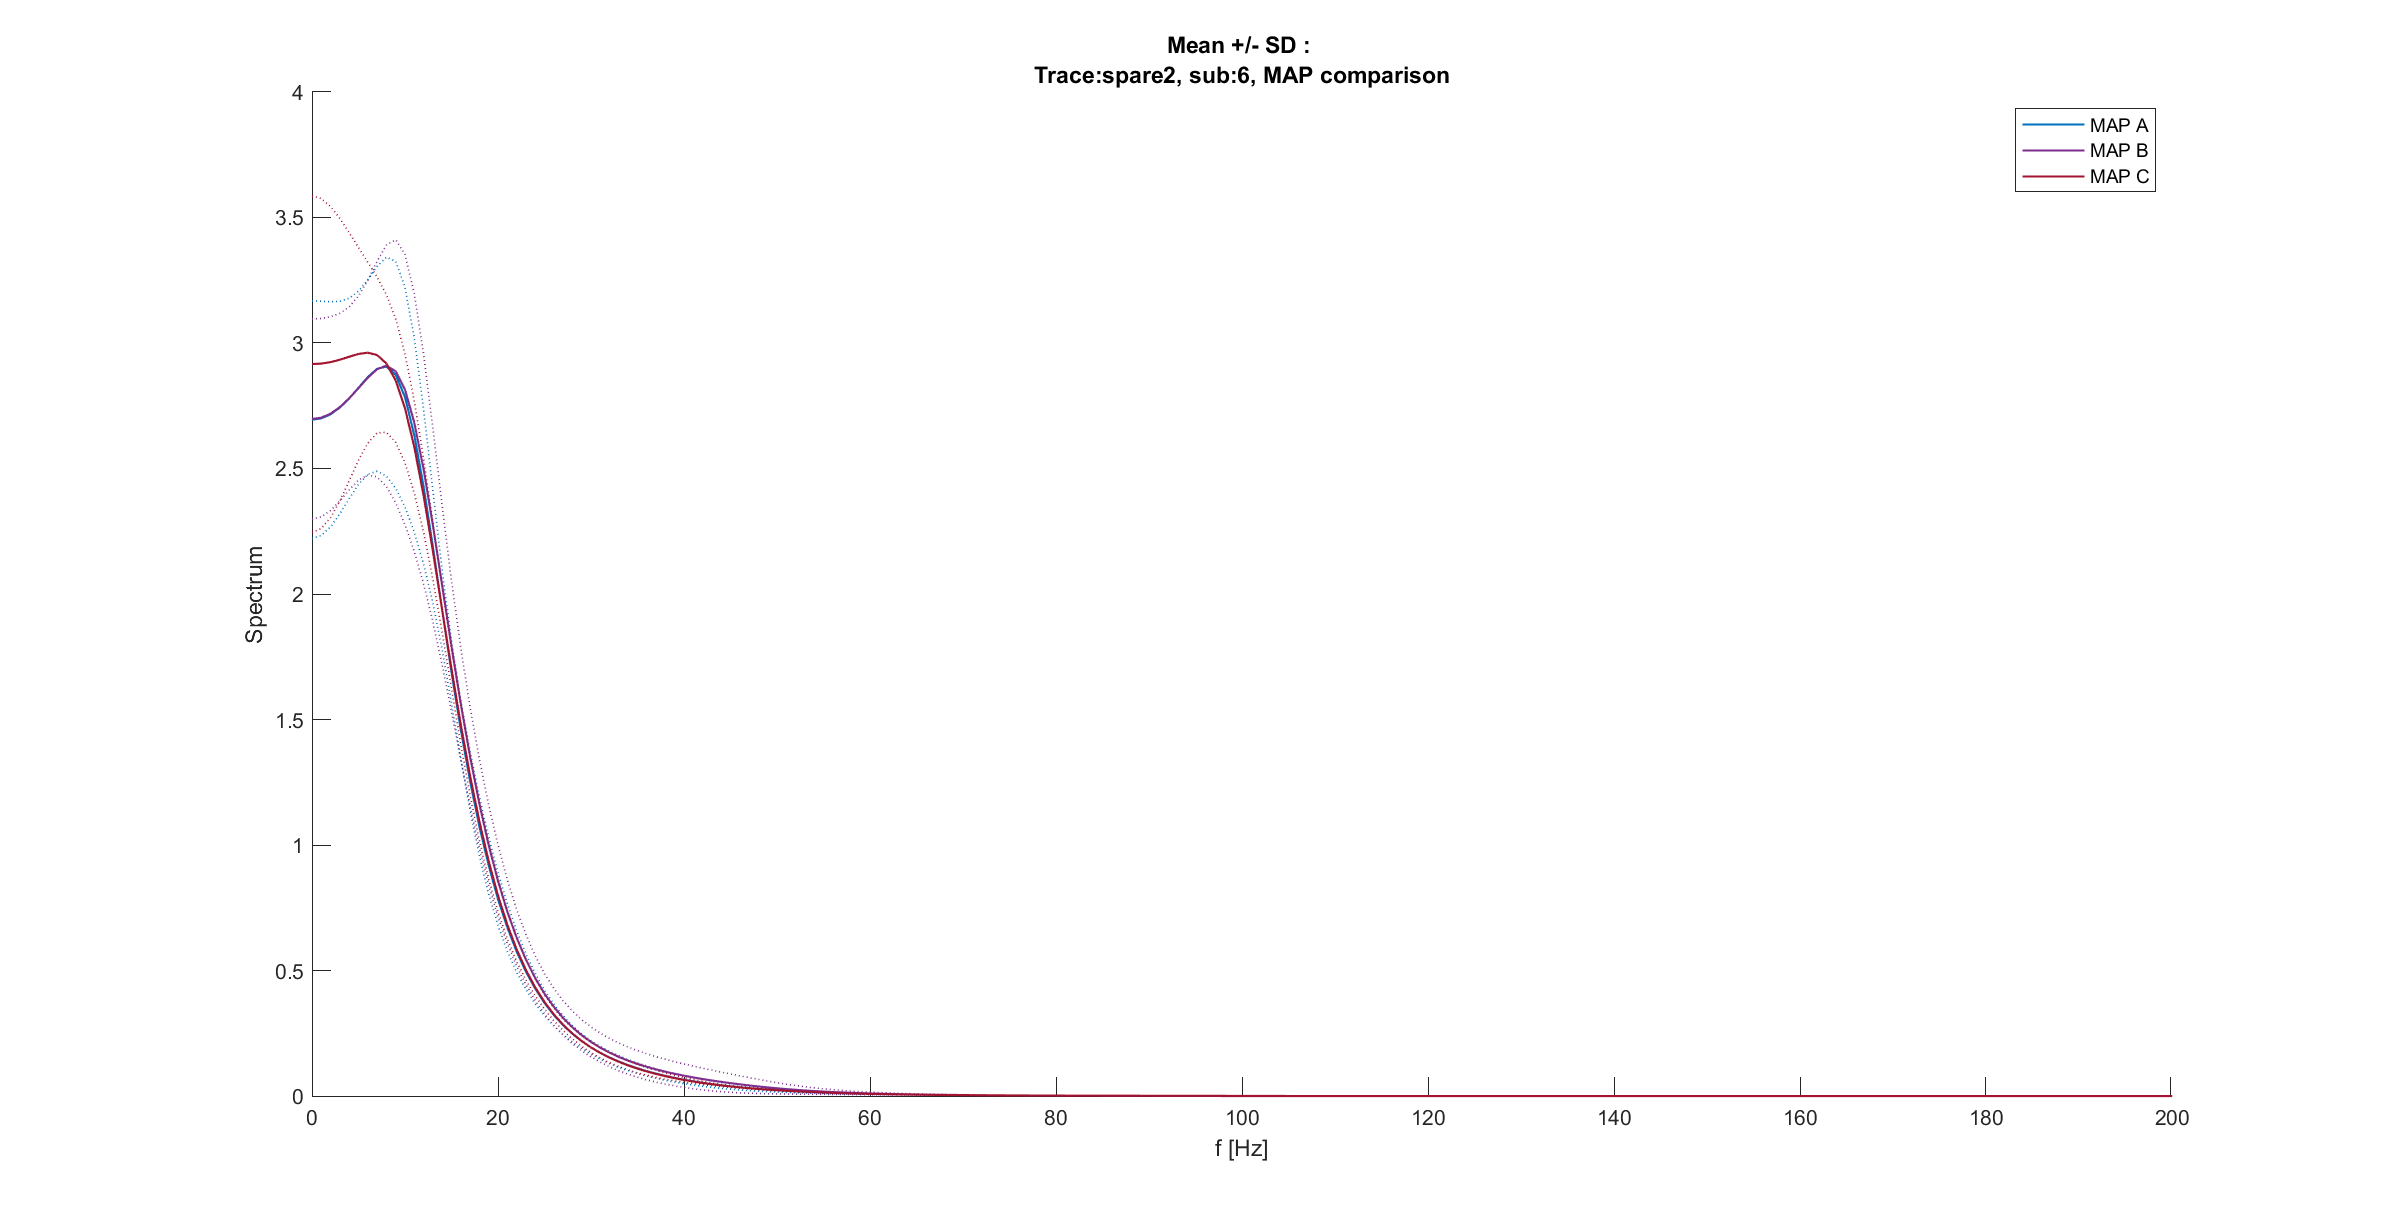 Mean +/- SD :
Trace:spare2, sub:6, MAP comparison
MAP A
MAP B
MAP C
4
3.5
3
2.5
2
1.5
1
0.5
0
Spectrum
0 20 40 60 80 100 120 140 160 180 200
f [Hz]